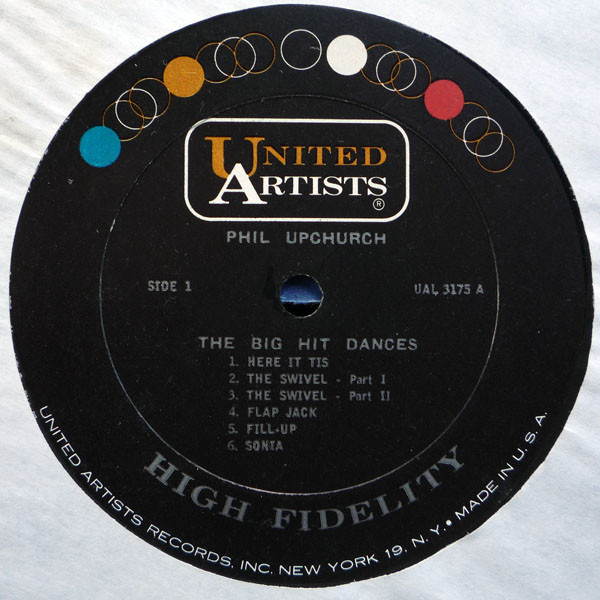 UNITED
ARTISTS
®
PHIL UPCHURCH
SIDE 1
UAL 3175 A
THE BIG HIT DANCES
1. HERE IT TIS
2. THE SWIVEL - Part I
3. THE SWIVEL - Part II
4. FLAP JACK
5. FILL-UP
6. SONIA
HIGH FIDELITY
UNITED ARTISTS RECORDS, INC. NEW YORK 19, N. Y. • MADE IN U. S. A.